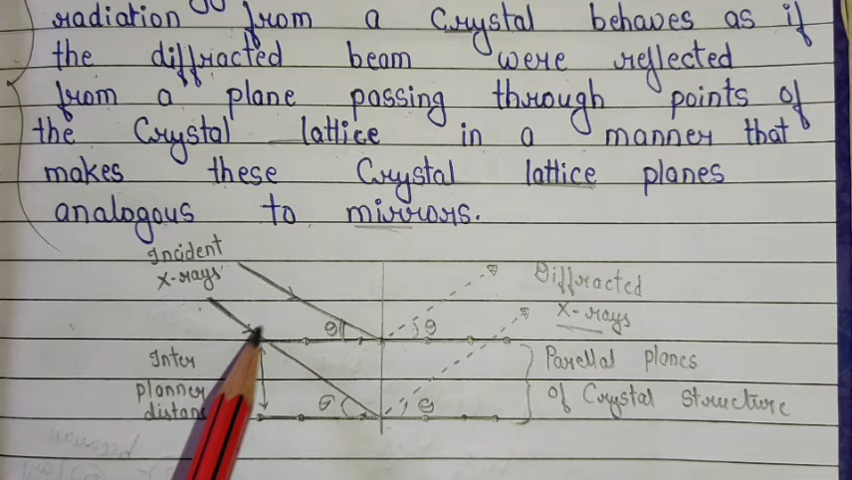 radiation from a Crystal behaves as if
the diffracted beam were reflected
from a plane passing through points of
the Crystal lattice in a manner that
makes these Crystal lattice planes
analogous to mirrors.
Incident
X-rays
Diffracted
X-rays
θ θ
Inter
planner
Parellal planes
of Crystal Structure
θ θ